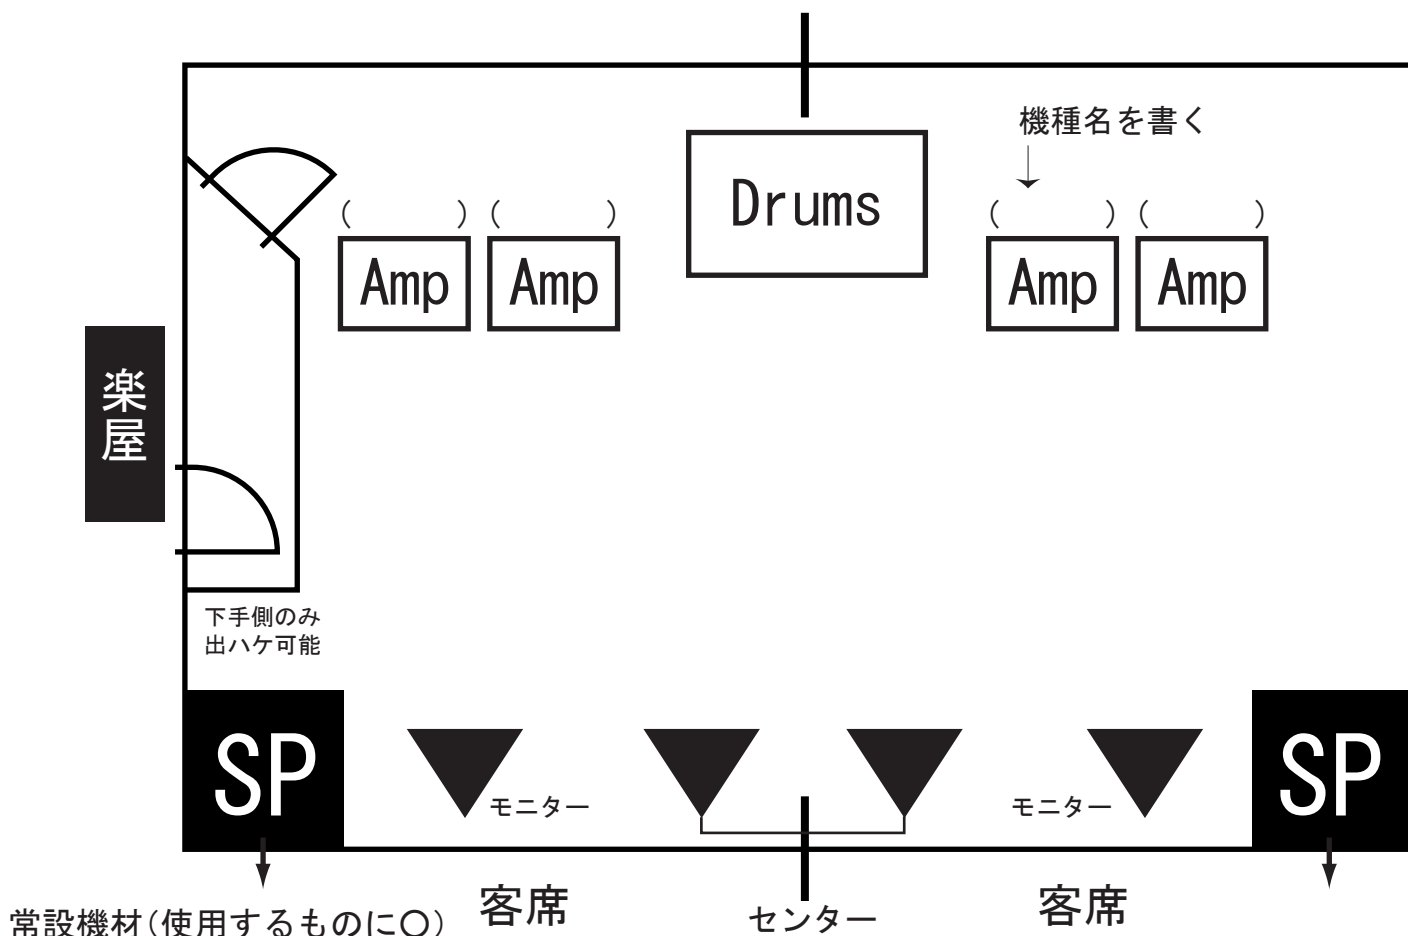 機種名を書く
Drums
(　　　) (　　　)
(　　　) (　　　)
Amp Amp
Amp Amp
楽屋
下手側のみ
出ハケ可能
SP
モニター
モニター
SP
客席
センター
客席
常設機材(使用するものに○)